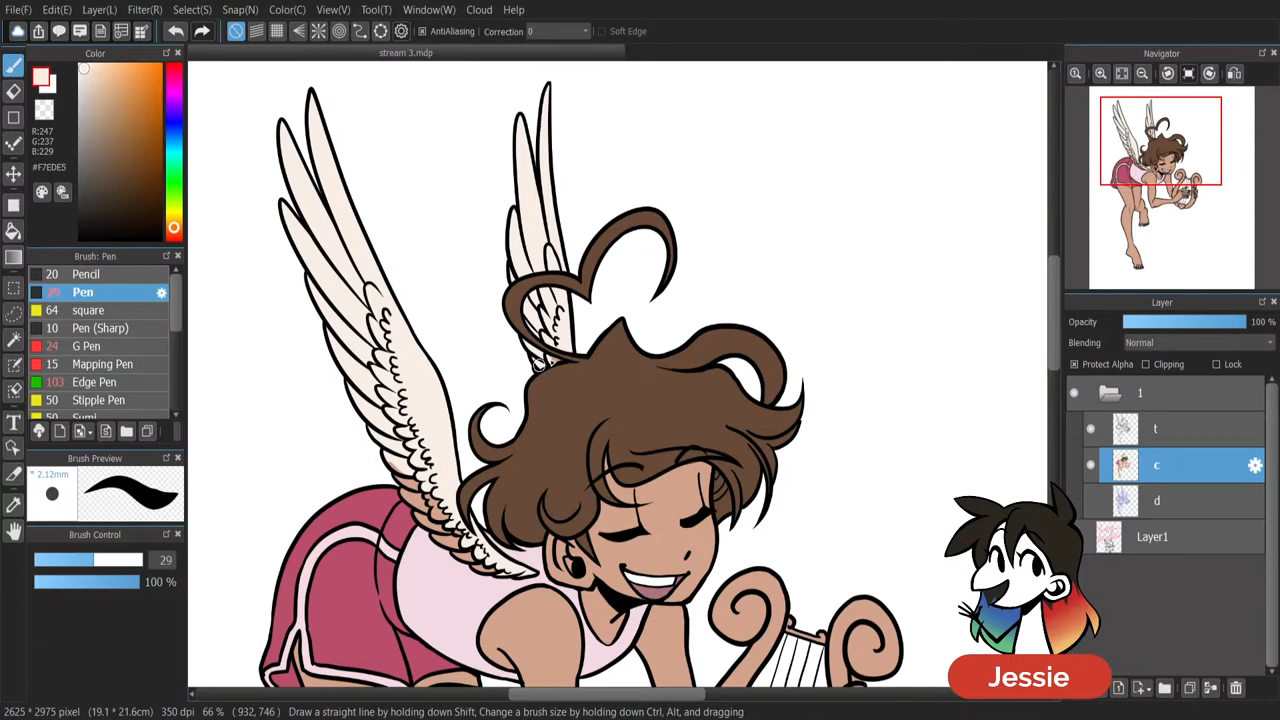 File(F) Edit(E) Layer(L) Filter(R) Select(S) Snap(N) Color(C) View(V) Tool(T) Window(W) Cloud Help
AntiAliasing Correction 0 Soft Edge
Color
stream 3.mdp
Navigator
R:247
G:237
B:229
#F7EDE5
Brush: Pen
20 Pencil
29 Pen
64 square
10 Pen (Sharp)
24 G Pen
15 Mapping Pen
103 Edge Pen
50 Stipple Pen
50 Sumi
Brush Preview
* 2.12mm
Brush Control
29
100 %
Layer
Opacity 100 %
Blending Normal
Protect Alpha Clipping Lock
1
t
c
d
Layer1
Jessie
2625 * 2975 pixel (19.1 * 21.6cm) 350 dpi 66 % ( 932, 746 ) Draw a straight line by holding down Shift, Change a brush size by holding down Ctrl, Alt, and dragging